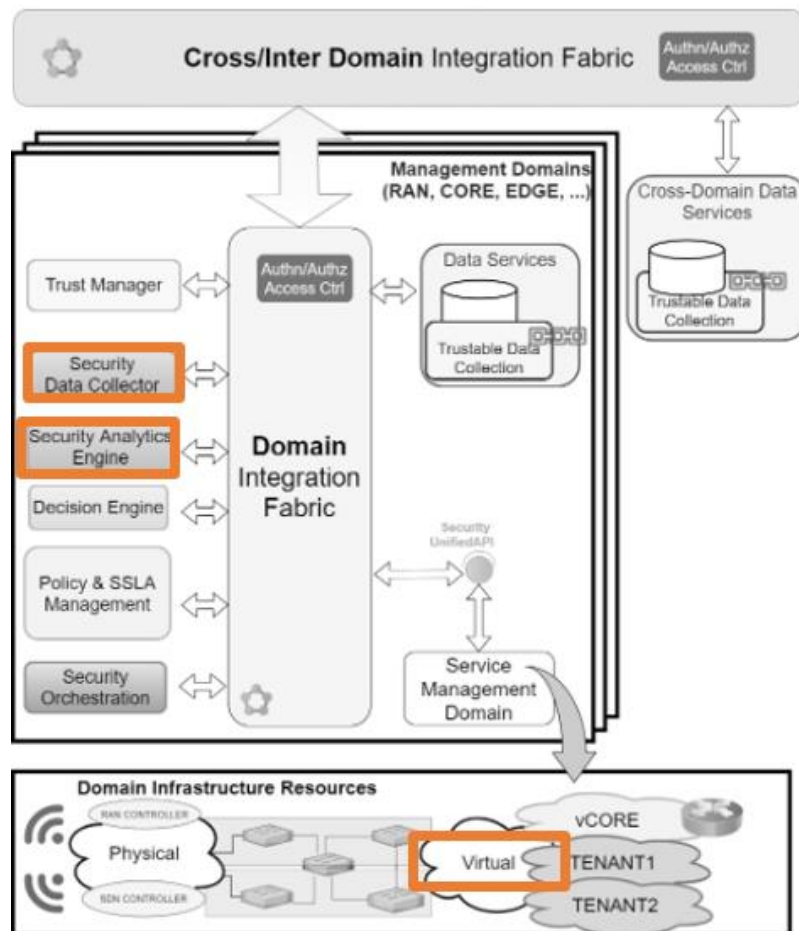 Cross/Inter Domain Integration Fabric
Authn/Authz
Access Ctrl
Management Domains
(RAN, CORE, EDGE, ...)
Cross-Domain Data
Services
Trustable Data
Collection
Authn/Authz
Access Ctrl
Data Services
Trustable Data
Collection
Trust Manager
Security
Data Collector
Security Analytics
Engine
Decision Engine
Policy & SSLA
Management
Security
Orchestration
Domain
Integration
Fabric
Security
UnifiedAPI
Service
Management
Domain
Domain Infrastructure Resources
RAN CONTROLLER
Physical
SDN CONTROLLER
Virtual
vCORE
TENANT1
TENANT2